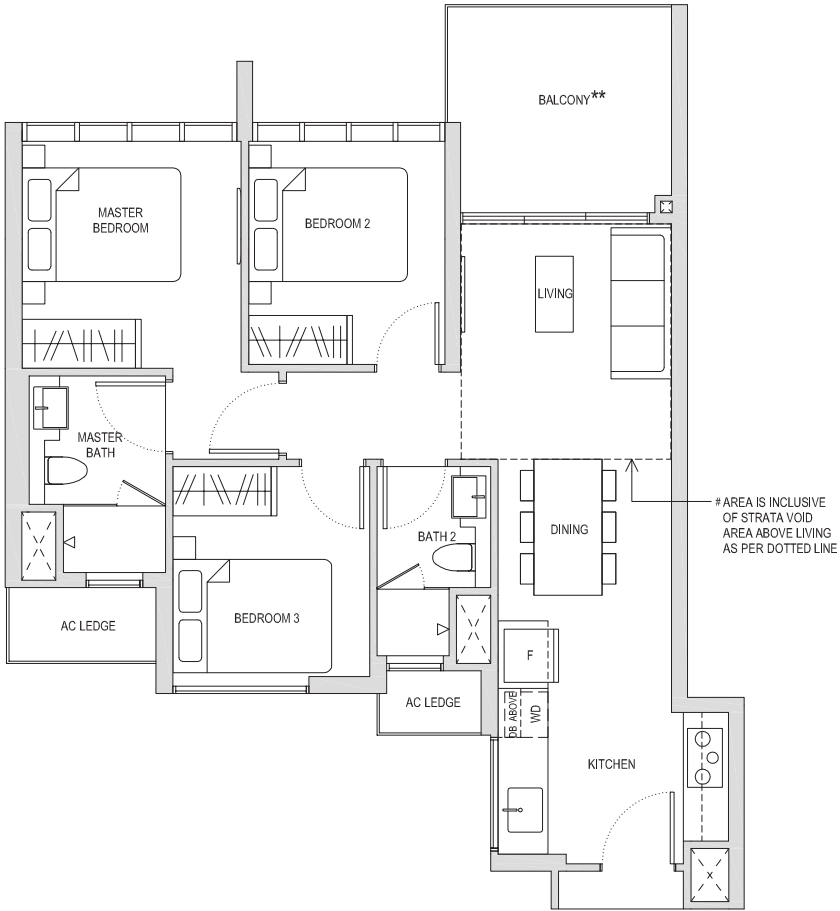 BALCONY**
MASTER
BEDROOM
BEDROOM 2
LIVING
MASTER
BATH
# AREA IS INCLUSIVE
OF STRATA VOID
AREA ABOVE LIVING
AS PER DOTTED LINE
DINING
BATH 2
BEDROOM 3
AC LEDGE
F
AC LEDGE
DB ABOVE
WD
KITCHEN